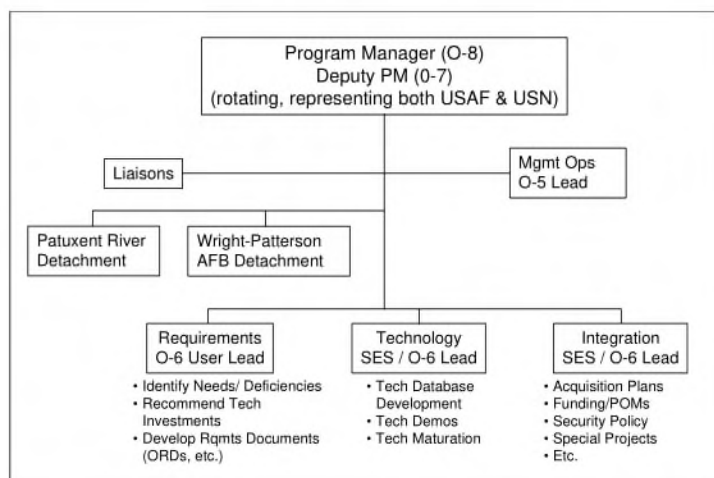 Program Manager (O-8)
Deputy PM (0-7)
(rotating, representing both USAF & USN)
Liaisons
Mgmt Ops
O-5 Lead
Patuxent River
Detachment
Wright-Patterson
AFB Detachment
Requirements
O-6 User Lead
• Identify Needs/ Deficiencies
• Recommend Tech
Investments
• Develop Rqmts Documents
(ORDs, etc.)
Technology
SES / O-6 Lead
• Tech Database
Development
• Tech Demos
• Tech Maturation
Integration
SES / O-6 Lead
• Acquisition Plans
• Funding/POMs
• Security Policy
• Special Projects
• Etc.